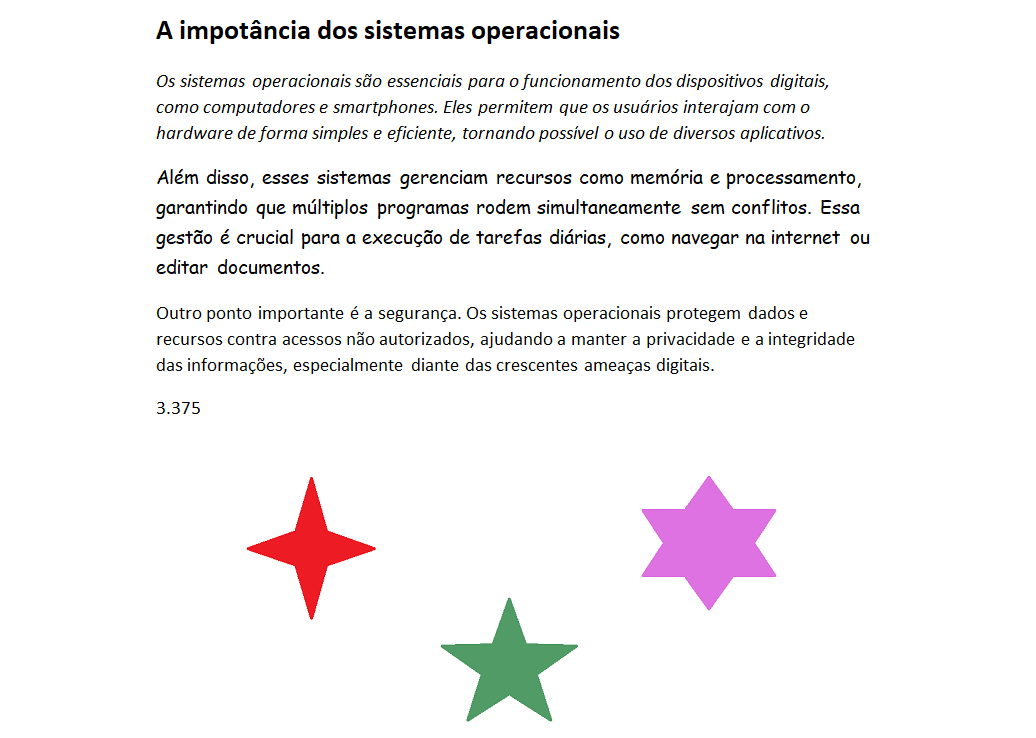 A impotância dos sistemas operacionais
Os sistemas operacionais são essenciais para o funcionamento dos dispositivos digitais,
como computadores e smartphones. Eles permitem que os usuários interajam com o
hardware de forma simples e eficiente, tornando possível o uso de diversos aplicativos.
Além disso, esses sistemas gerenciam recursos como memória e processamento,
garantindo que múltiplos programas rodem simultaneamente sem conflitos. Essa
gestão é crucial para a execução de tarefas diárias, como navegar na internet ou
editar documentos.
Outro ponto importante é a segurança. Os sistemas operacionais protegem dados e
recursos contra acessos não autorizados, ajudando a manter a privacidade e a integridade
das informações, especialmente diante das crescentes ameaças digitais.
3.375